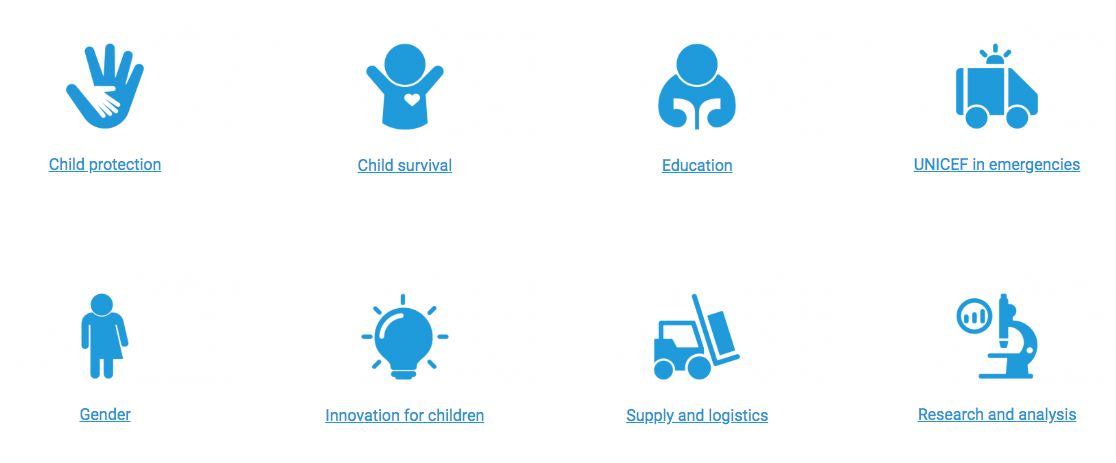 Child protection
Child survival
Education
UNICEF in emergencies
Gender
Innovation for children
Supply and logistics
Research and analysis